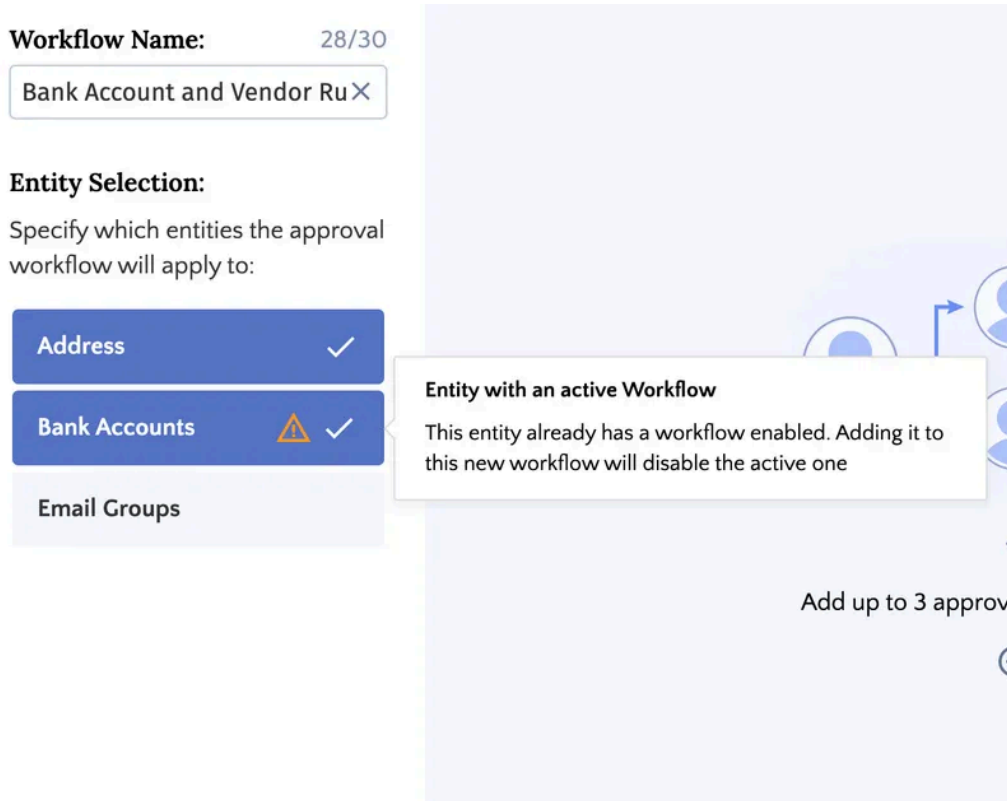 Workflow Name: 28/30
Bank Account and Vendor Ru
Entity Selection:
Specify which entities the approval
workflow will apply to:
Address
Bank Accounts
Email Groups
Entity with an active Workflow
This entity already has a workflow enabled. Adding it to
this new workflow will disable the active one
Add up to 3 approv